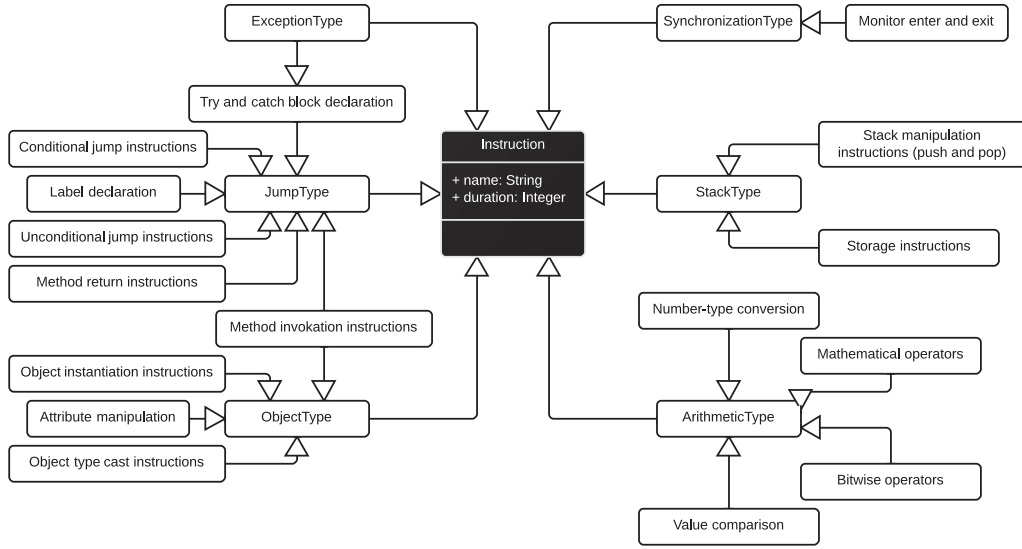 ExceptionType
SynchronizationType
Monitor enter and exit
Try and catch block declaration
Conditional jump instructions
Label declaration
JumpType
Unconditional jump instructions
Method return instructions
Instruction
+ name: String
+ duration: Integer
Stack manipulation
instructions (push and pop)
StackType
Storage instructions
Method invokation instructions
Object instantiation instructions
Attribute manipulation
ObjectType
Object type cast instructions
Number-type conversion
Mathematical operators
ArithmeticType
Bitwise operators
Value comparison